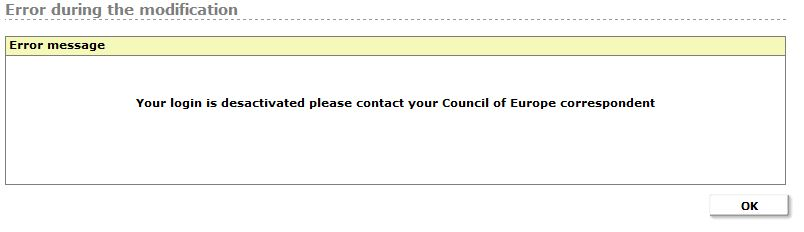 Error during the modification
Error message
Your login is desactivated please contact your Council of Europe correspondent
OK